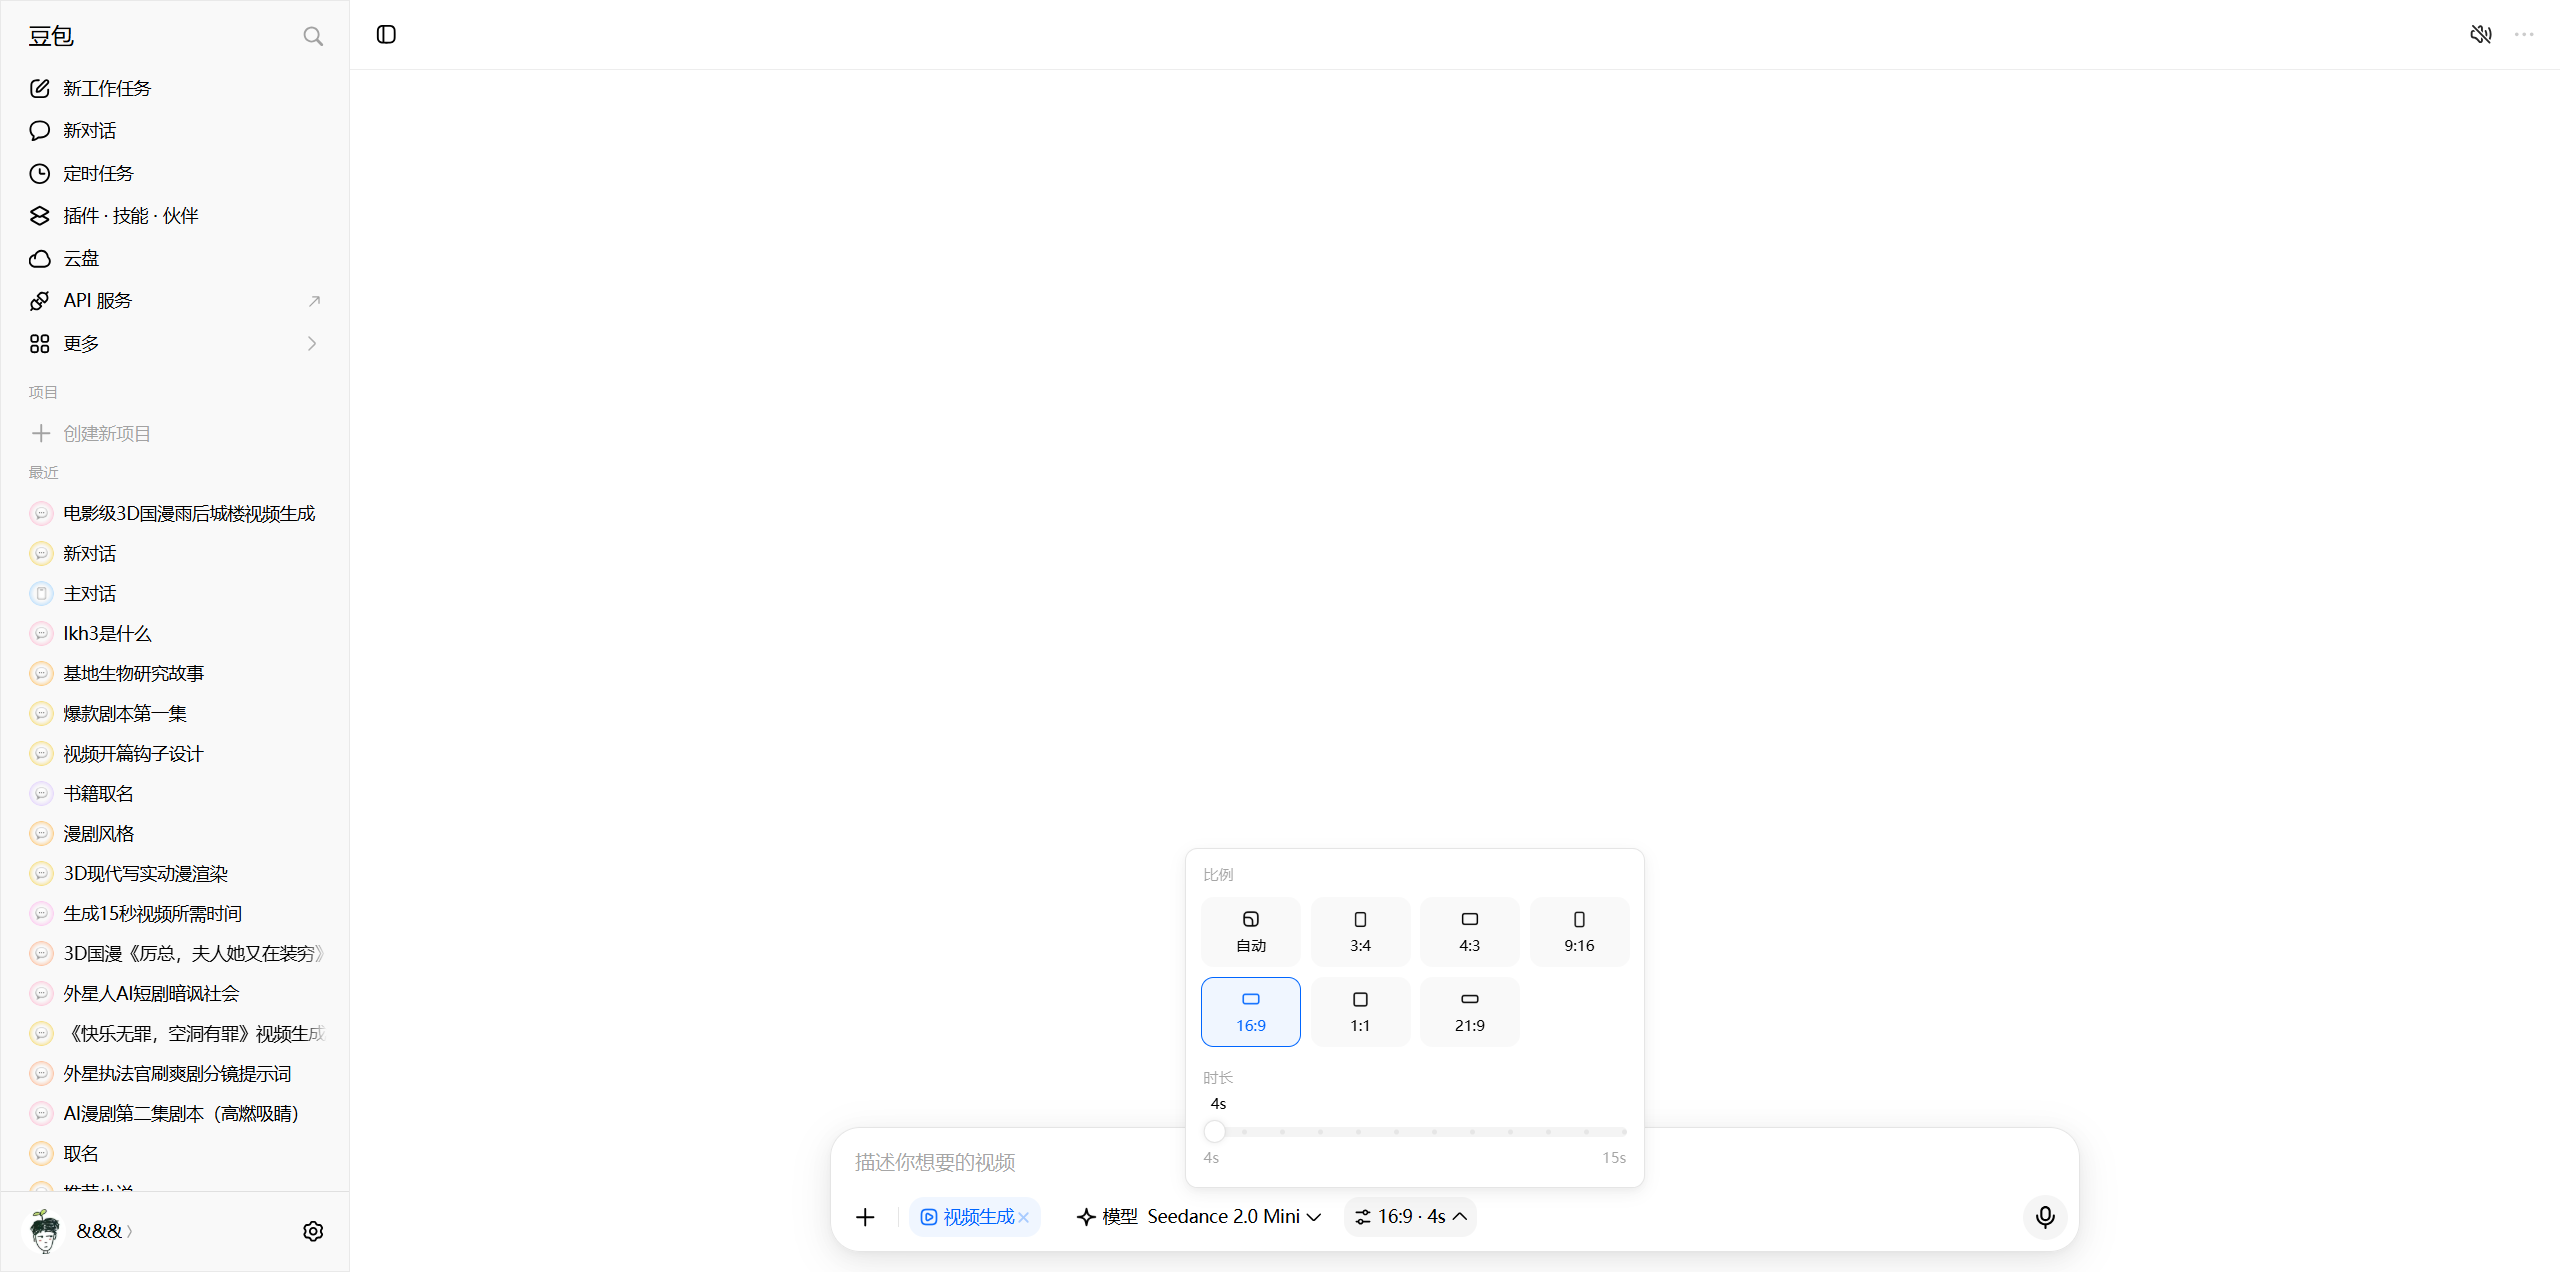 豆包
新工作任务
新对话
定时任务
插件 · 技能 · 伙伴
云盘
API 服务
更多
项目
创建新项目
最近
电影级3D国漫雨后城楼视频生成
新对话
主对话
lkh3是什么
基地生物研究故事
爆款剧本第一集
视频开篇钩子设计
书籍取名
漫剧风格
3D现代写实动漫渲染
生成15秒视频所需时间
3D国漫《厉总，夫人她又在装穷》
外星人AI短剧暗讽社会
《快乐无罪，空洞有罪》视频生成
外星执法官刷爽剧分镜提示词
AI漫剧第二集剧本（高燃吸睛）
取名
&&&
比例
自动
3:4
4:3
9:16
16:9
1:1
21:9
时长
4s
4s
15s
描述你想要的视频
视频生成
模型 Seedance 2.0 Mini
16:9 · 4s